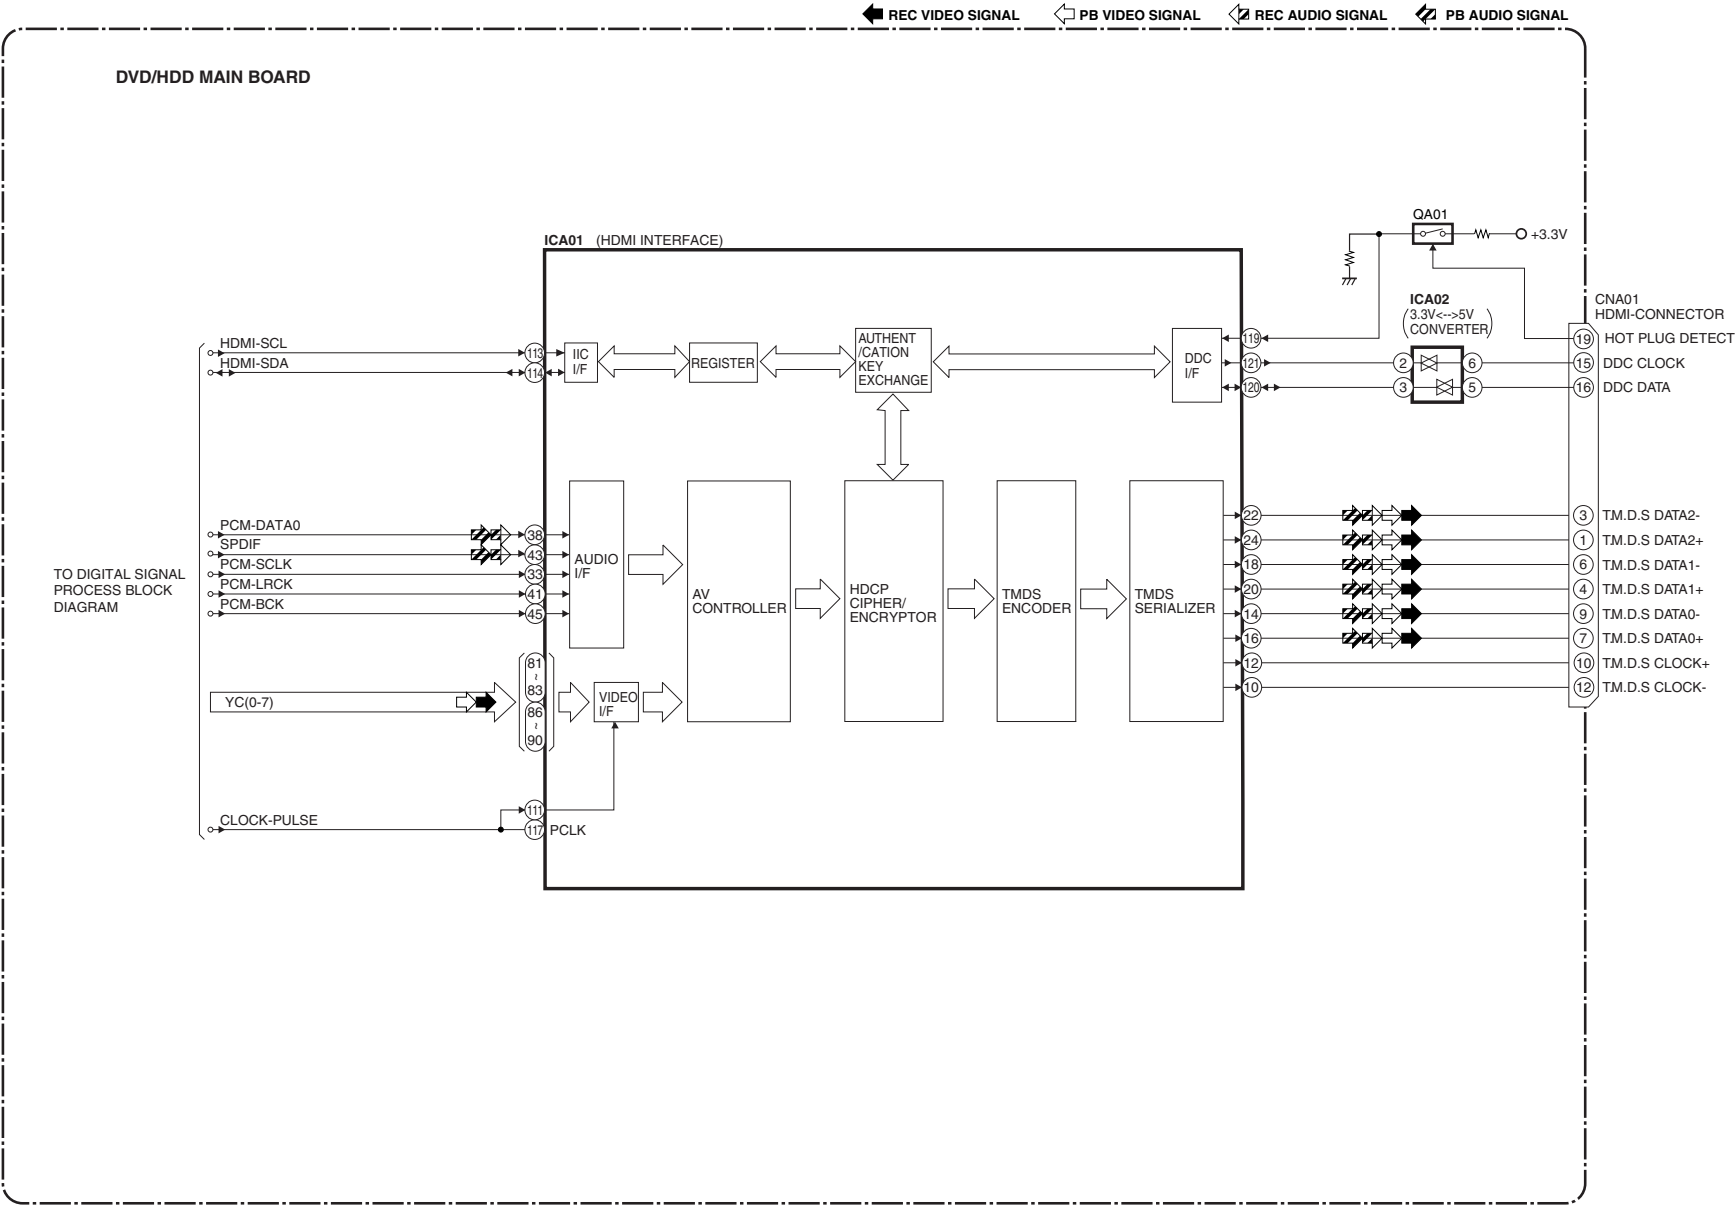 REC VIDEO SIGNAL PB VIDEO SIGNAL REC AUDIO SIGNAL PB AUDIO SIGNAL
DVD/HDD MAIN BOARD
QA01
+3.3V
ICA01 (HDMI INTERFACE)
ICA02
3.3V<-->5V
CONVERTER
CNA01
HDMI-CONNECTOR
HDMI-SCL
HDMI-SDA
113
114
IIC
I/F
REGISTER
AUTHENT
/CATION
KEY
EXCHANGE
DDC
I/F
119
121
120
2
3
6
5
19 HOT PLUG DETECT
15 DDC CLOCK
16 DDC DATA
TO DIGITAL SIGNAL
PROCESS BLOCK
DIAGRAM
PCM-DATA0
SPDIF
PCM-SCLK
PCM-LRCK
PCM-BCK
38
43
33
41
45
AUDIO
I/F
AV
CONTROLLER
HDCP
CIPHER/
ENCRYPTOR
TMDS
ENCODER
TMDS
SERIALIZER
22
24
18
20
14
16
12
10
3 T.M.D.S DATA2-
1 T.M.D.S DATA2+
6 T.M.D.S DATA1-
4 T.M.D.S DATA1+
9 T.M.D.S DATA0-
7 T.M.D.S DATA0+
10 T.M.D.S CLOCK+
12 T.M.D.S CLOCK-
YC(0-7)
81
~
83
86
~
90
VIDEO
I/F
CLOCK-PULSE
111
117 PCLK